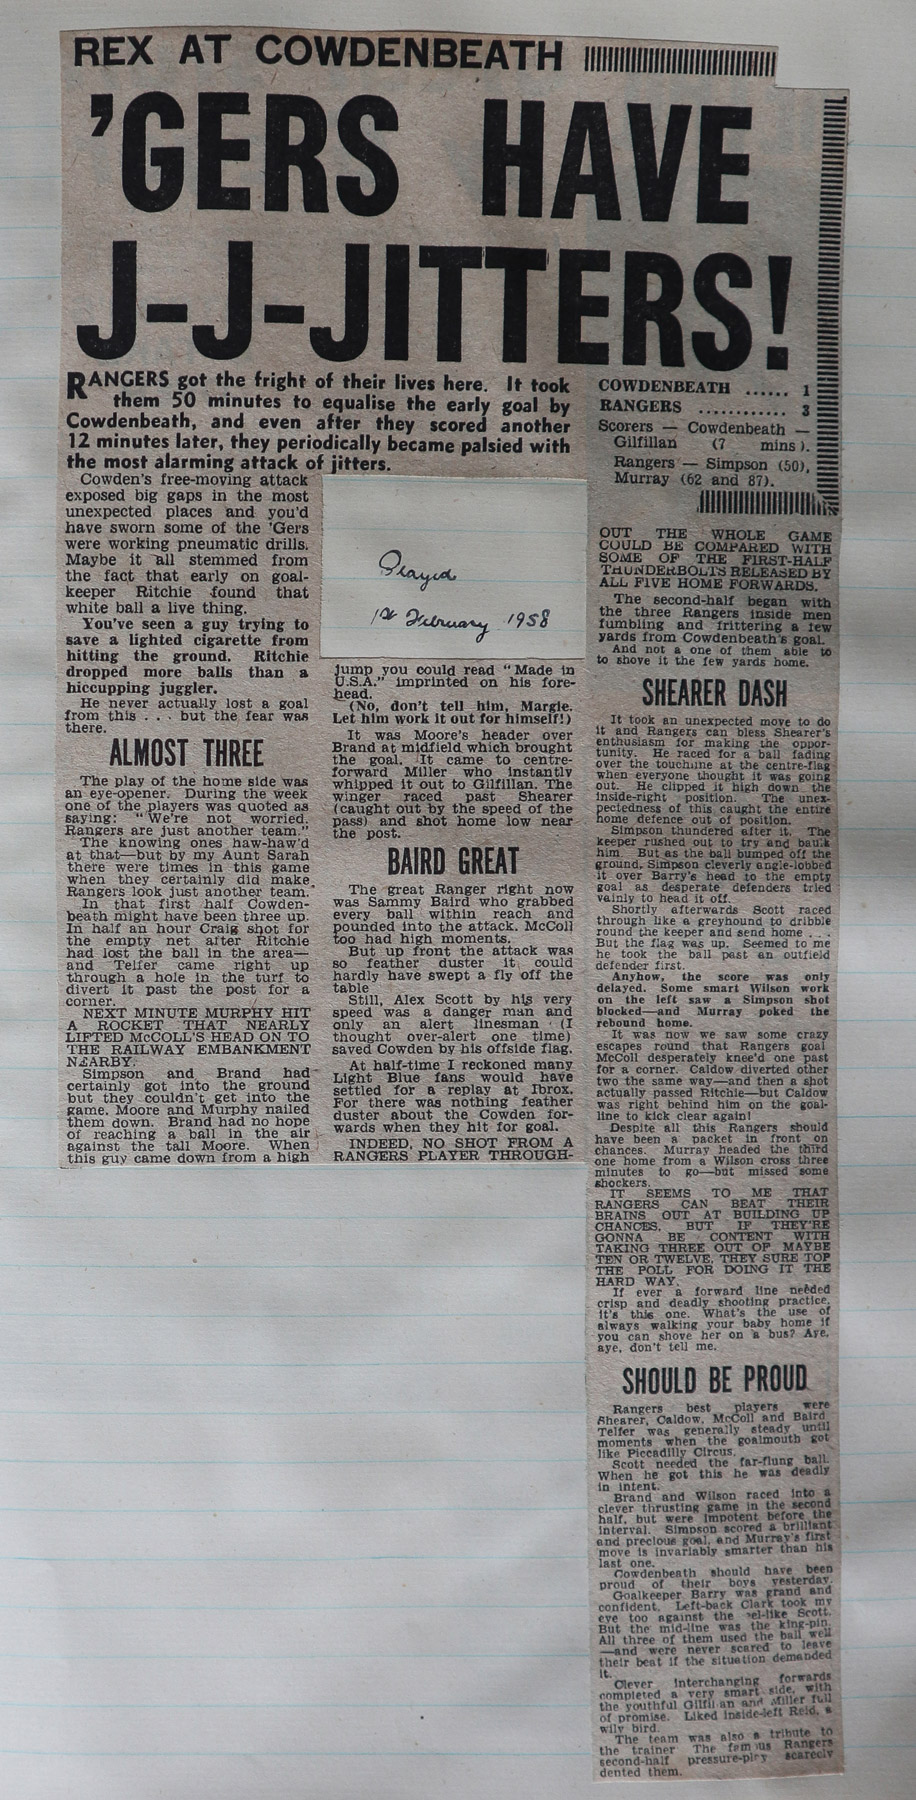 REX AT COWDENBEATH
'GERS HAVE
J-J-JITTERS!
RANGERS got the fright of their lives here. It took
them 50 minutes to equalise the early goal by
Cowdenbeath, and even after they scored another
12 minutes later, they periodically became palsied with
the most alarming attack of jitters.
Cowden's free-moving attack
exposed big gaps in the most
unexpected places and you'd
have sworn some of the 'Gers
were working pneumatic drills.
Maybe it all stemmed from
the fact that early on goal-
keeper Ritchie found that
white ball a live thing.
You've seen a guy trying to
save a lighted cigarette from
hitting the ground. Ritchie
dropped more balls than a
hiccupping juggler.
He never actually lost a goal
from this . . . but the fear was
there.
ALMOST THREE
The play of the home side was
an eye-opener. During the week
one of the players was quoted as
saying: "We're not worried.
Rangers are just another team."
The knowing ones haw-haw'd
at that—but by my Aunt Sarah
there were times in this game
when they certainly did make
Rangers look just another team.
In that first half Cowden-
beath might have been three up.
In half an hour Craig shot for
the empty net after Ritchie
had lost the ball in the area—
and Telfer came right up
through a hole in the turf to
divert it past the post for a
corner.
NEXT MINUTE MURPHY HIT
A ROCKET THAT NEARLY
LIFTED McCOLL'S HEAD ON TO
THE RAILWAY EMBANKMENT
NEARBY.
Simpson and Brand had
certainly got into the ground
but they couldn't get into the
game. Moore and Murphy nailed
them down. Brand had no hope
of reaching a ball in the air
against the tall Moore. When
this guy came down from a high
Played
1st February 1958
jump you could read "Made in
U.S.A." imprinted on his fore-
head.
(No, don't tell him, Margie.
Let him work it out for himself!)
It was Moore's header over
Brand at midfield which brought
the goal. It came to centre-
forward Miller who instantly
whipped it out to Gilfillan. The
winger raced past Shearer
(caught out by the speed of the
pass) and shot home low near
the post.
BAIRD GREAT
The great Ranger right now
was Sammy Baird who grabbed
every ball within reach and
pounded into the attack. McColl
too had high moments.
But up front the attack was
so feather duster it could
hardly have swept a fly off the
table
Still, Alex Scott by his very
speed was a danger man and
only an alert linesman (I
thought over-alert one time)
saved Cowden by his offside flag.
At half-time I reckoned many
Light Blue fans would have
settled for a replay at Ibrox.
For there was nothing feather
duster about the Cowden for-
wards when they hit for goal.
INDEED, NO SHOT FROM A
RANGERS PLAYER THROUGH-
COWDENBEATH ...... 1
RANGERS ............ 3
Scorers — Cowdenbeath —
Gilfillan (7 mins).
Rangers — Simpson (50),
Murray (62 and 87).
OUT THE WHOLE GAME
COULD BE COMPARED WITH
SOME OF THE FIRST-HALF
THUNDERBOLTS RELEASED BY
ALL FIVE HOME FORWARDS.
The second-half began with
the three Rangers inside men
fumbling and frittering a few
yards from Cowdenbeath's goal.
And not a one of them able to
to shove it the few yards home.
SHEARER DASH
It took an unexpected move to do
it and Rangers can bless Shearer's
enthusiasm for making the oppor-
tunity. He raced for a ball fading
over the touchline at the centre-flag
when everyone thought it was going
out. He clipped it high down the
inside-right position. The unex-
pectedness of this caught the entire
home defence out of position.
Simpson thundered after it. The
keeper rushed out to try and baulk
him. But as the ball bumped off the
ground, Simpson cleverly angle-lobbed
it over Barry's head to the empty
goal as desperate defenders tried
vainly to head it off.
Shortly afterwards Scott raced
through like a greyhound to dribble
round the keeper and send home . . .
But the flag was up. Seemed to me
he took the ball past an outfield
defender first.
Anyhow, the score was only
delayed. Some smart Wilson work
on the left saw a Simpson shot
blocked—and Murray poked the
rebound home.
It was now we saw some crazy
escapes round that Rangers goal
McColl desperately knee'd one past
for a corner. Caldow diverted other
two the same way—and then a shot
actually passed Ritchie—but Caldow
was right behind him on the goal-
line to kick clear again!
Despite all this Rangers should
have been a packet in front on
chances. Murray headed the third
one home from a Wilson cross three
minutes to go—but missed some
shockers.
IT SEEMS TO ME THAT
RANGERS CAN BEAT THEIR
BRAINS OUT AT BUILDING UP
CHANCES, BUT IF THEY'RE
GONNA BE CONTENT WITH
TAKING THREE OUT OF MAYBE
TEN OR TWELVE, THEY SURE TOP
THE POLL FOR DOING IT THE
HARD WAY.
If ever a forward line needed
crisp and deadly shooting practice,
it's this one. What's the use of
always walking your baby home if
you can shove her on a bus? Aye,
aye, don't tell me.
SHOULD BE PROUD
Rangers best players were
Shearer, Caldow, McColl and Baird
Telfer was generally steady until
moments when the goalmouth got
like Piccadilly Circus.
Scott needed the far-flung ball.
When he got this he was deadly
in intent.
Brand and Wilson raced into a
clever thrusting game in the second
half, but were impotent before the
interval. Simpson scored a brilliant
and precious goal, and Murray's first
move is invariably smarter than his
last one.
Cowdenbeath should have been
proud of their boys yesterday.
Goalkeeper Barry was grand and
confident. Left-back Clark took my
eye too against the eel-like Scott.
But the mid-line was the king-pin.
All three of them used the ball well
—and were never scared to leave
their beat if the situation demanded
it.
Clever interchanging forwards
completed a very smart side, with
the youthful Gilfillan and Miller full
of promise. Liked inside-left Reid, a
wily bird.
The team was also a tribute to
the trainer The famous Rangers
second-half pressure-play scarcely
dented them.